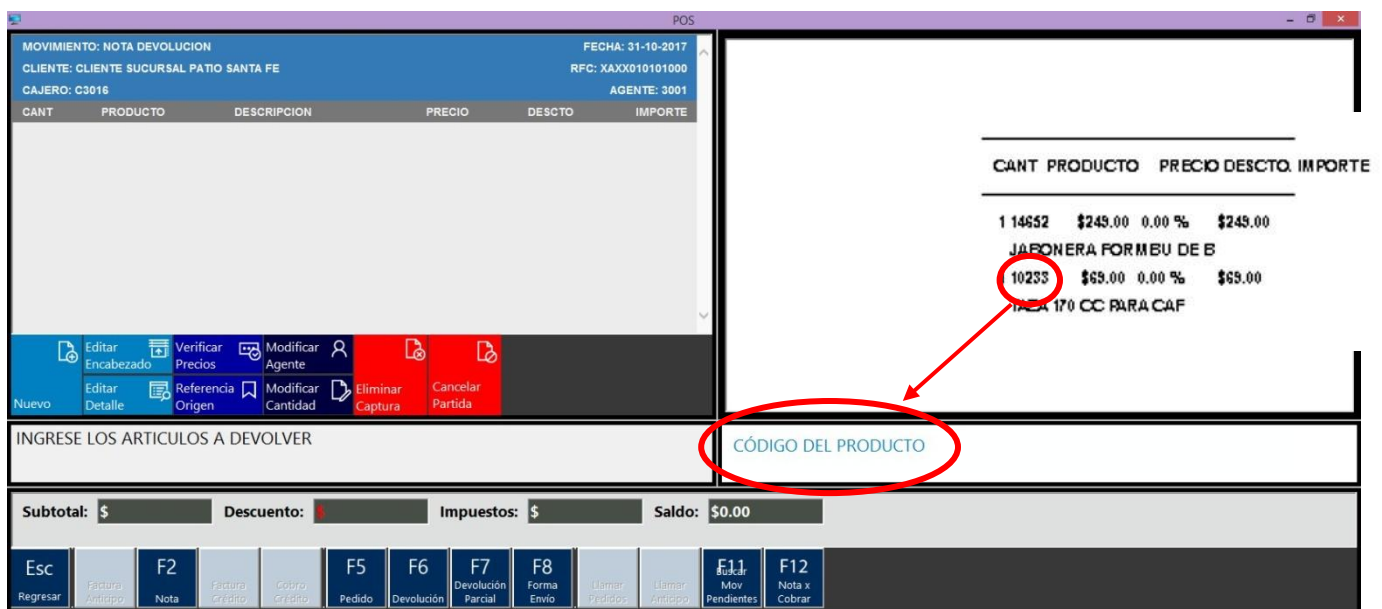 POS
MOVIMIENTO: NOTA DEVOLUCION FECHA: 31-10-2017
CLIENTE: CLIENTE SUCURSAL PATIO SANTA FE RFC: XAXX010101000
CAJERO: C3016 AGENTE: 3001
CANT PRODUCTO DESCRIPCION PRECIO DESCTO IMPORTE
CANT PRODUCTO PRECIO DESCTO. IMPORTE
1 14652 $249.00 0.00 % $249.00
JABONERA FOR MBU DE B
10233 $69.00 0.00 % $69.00
TAZA 170 CC PARA CAF
Nuevo
Editar Encabezado
Editar Detalle
Verificar Precios
Referencia Origen
Modificar Agente
Modificar Cantidad
Eliminar Captura
Cancelar Partida
INGRESE LOS ARTICULOS A DEVOLVER
CÓDIGO DEL PRODUCTO
Subtotal: $ Descuento: $ Impuestos: $ Saldo: $0.00
Esc Regresar
Factura Anticipo
F2 Nota
Factura Crédito
Cobro Crédito
F5 Pedido
F6 Devolución
F7 Devolución Parcial
F8 Forma Envío
Llamar Pedidos
Llamar Anticipo
F11 Buscar Mov Pendientes
F12 Nota x Cobrar